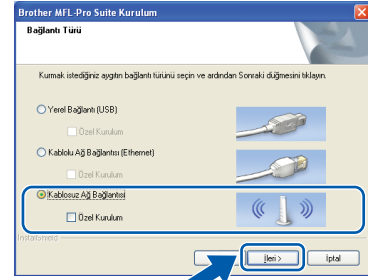 Brother MFL-Pro Suite Kurulum
Bağlantı Türü
Kurmak istediğiniz aygıtın bağlantı türünü seçin ve ardından Sonraki düğmesini tıklayın.
Yerel Bağlantı (USB)
Özel Kurulum
Kablolu Ağ Bağlantısı (Ethernet)
Özel Kurulum
Kablosuz Ağ Bağlantısı
Özel Kurulum
InstallShield
İleri >
İptal